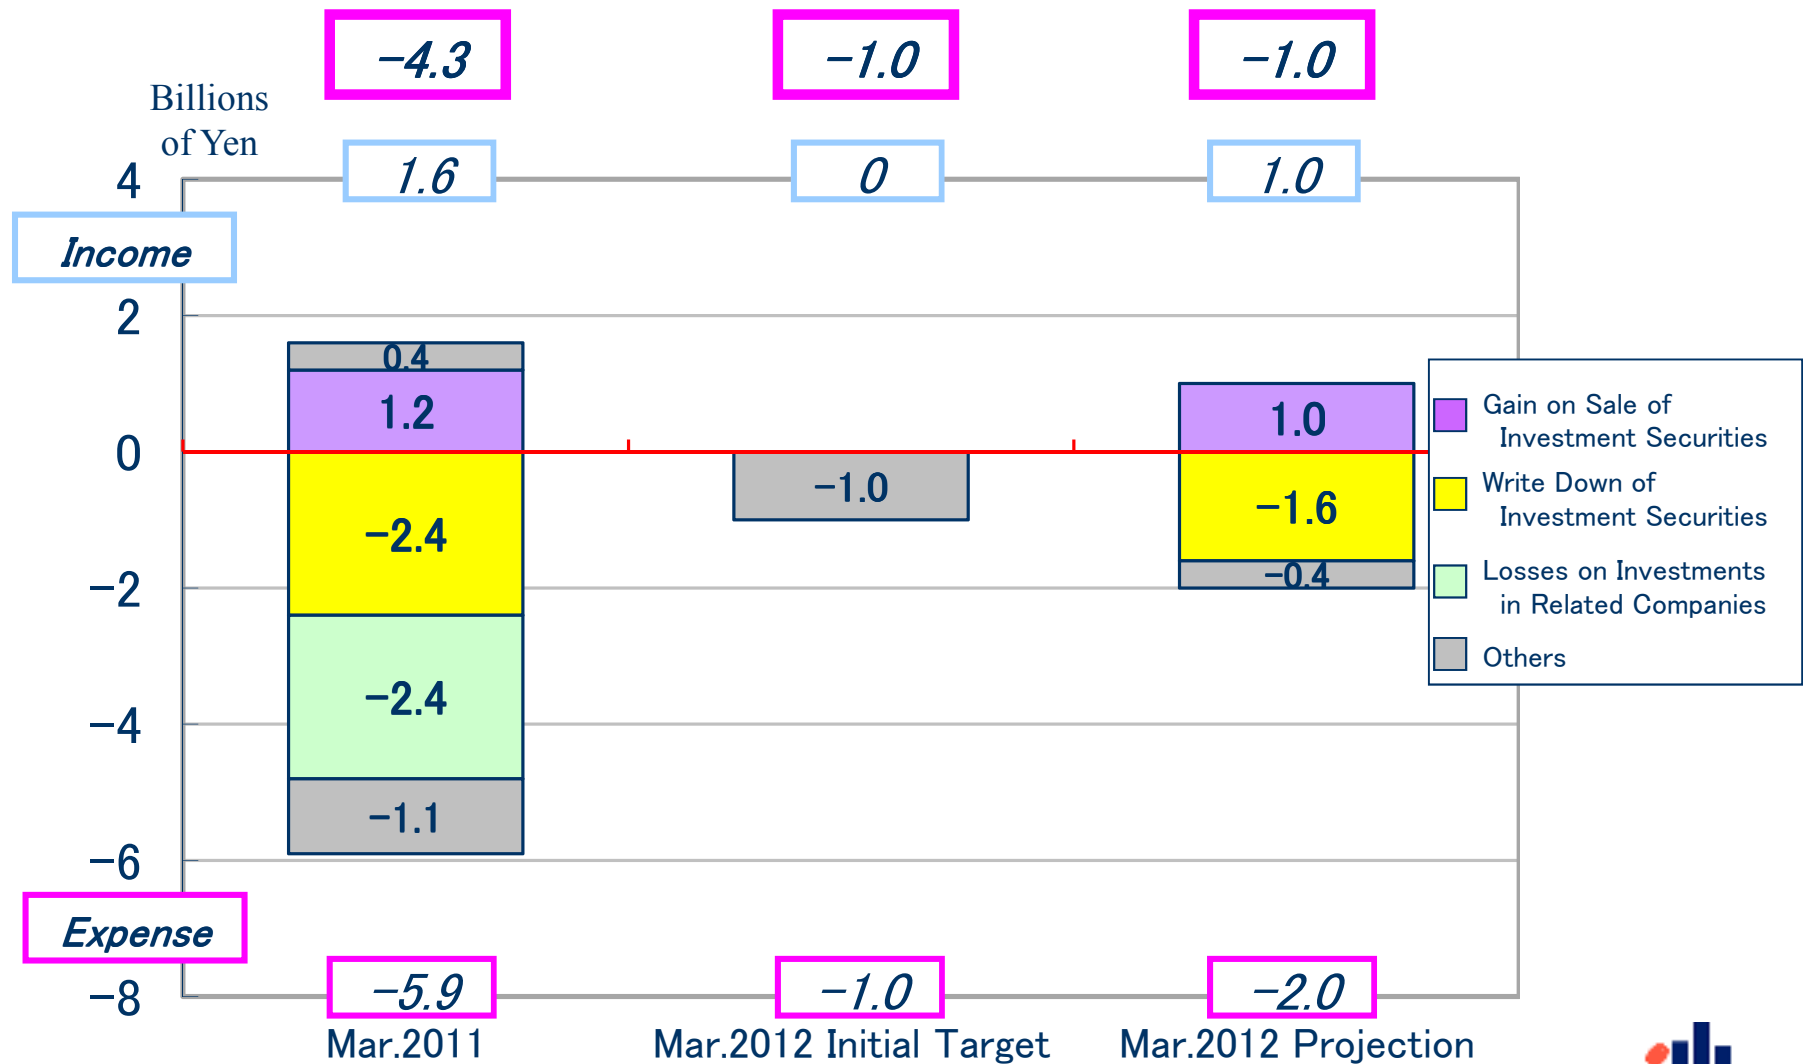 −4.3
−1.0
−1.0
Billions
of Yen
1.6
0
1.0
4
Income
2
0.4
1.2
1.0
0
−2.4
−1.0
−1.6
−0.4
−2
−2.4
−4
−1.1
−6
Expense
−8
−5.9
−1.0
−2.0
Mar.2011
Mar.2012 Initial Target
Mar.2012 Projection
Gain on Sale of
Investment Securities
Write Down of
Investment Securities
Losses on Investments
in Related Companies
Others